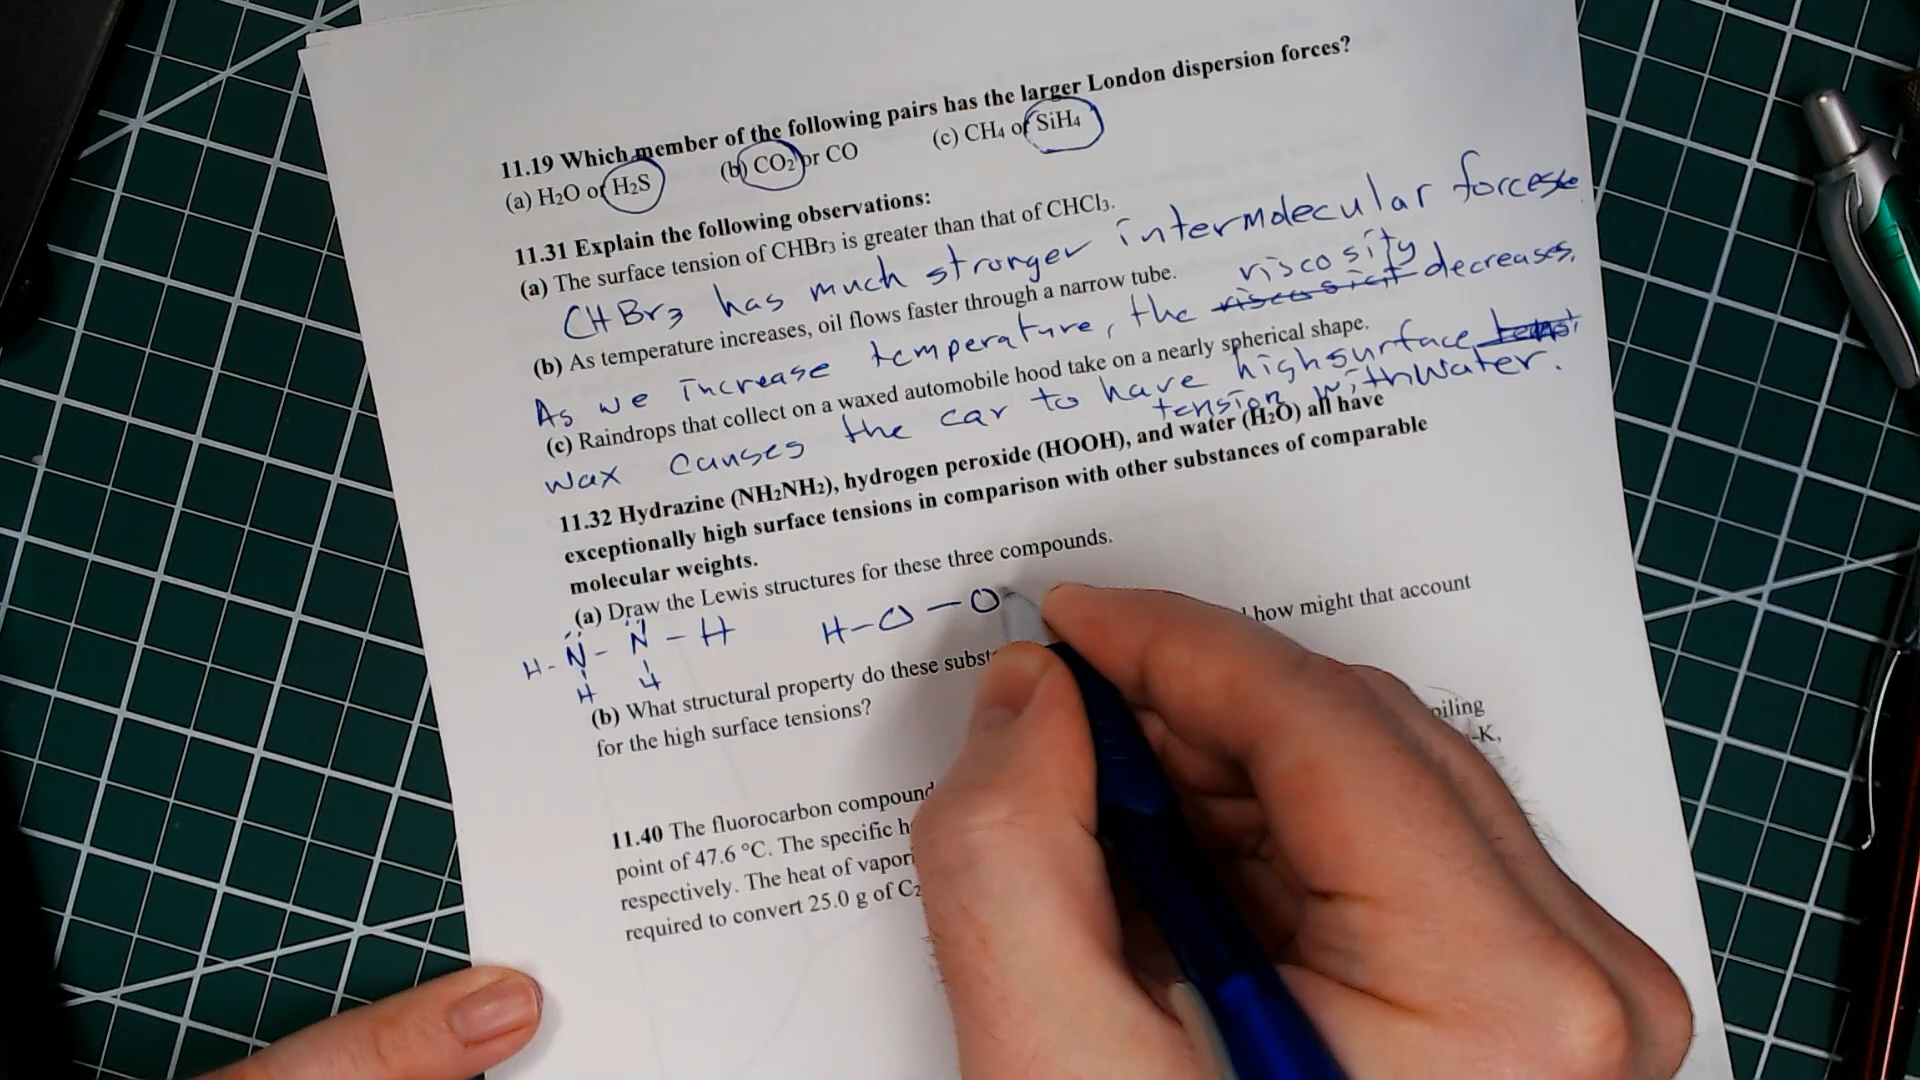 11.19 Which member of the following pairs has the larger London dispersion forces?
(a) H2O or H2S (b) CO2 or CO (c) CH4 or SiH4
11.31 Explain the following observations:
(a) The surface tension of CHBr3 is greater than that of CHCl3.
CHBr3 has much stronger intermolecular forces
(b) As temperature increases, oil flows faster through a narrow tube.
viscosity
As we increase temperature, the decreases.
(c) Raindrops that collect on a waxed automobile hood take on a nearly spherical shape.
wax causes the car to have high surface
tension with water.
11.32 Hydrazine (NH2NH2), hydrogen peroxide (HOOH), and water (H2O) all have
exceptionally high surface tensions in comparison with other substances of comparable
molecular weights.
(a) Draw the Lewis structures for these three compounds.
H-N-N-H H-O-O
H H
(b) What structural property do these how might that account
for the high surface tensions?
11.40 The fluorocarbon
point of 47.6 °C. The specific -K,
respectively. The heat of
required to convert 25.0 g of